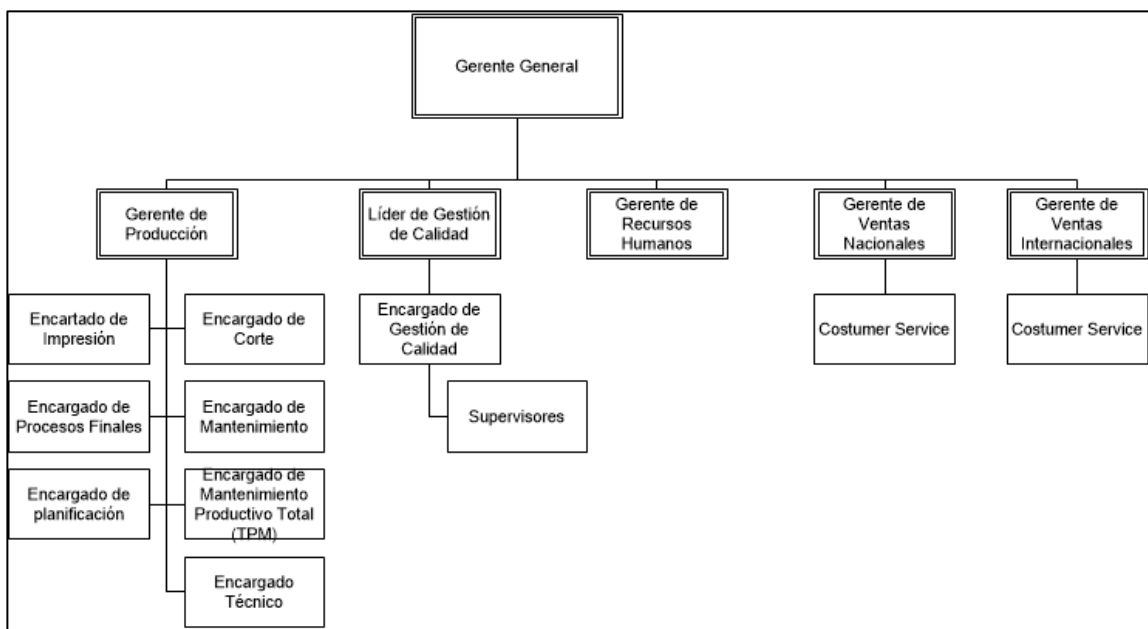 Gerente General
Gerente de
Producción
Líder de Gestión
de Calidad
Gerente de
Recursos
Humanos
Gerente de
Ventas
Nacionales
Gerente de
Ventas
Internacionales
Encartado de
Impresión
Encargado de
Corte
Encargado de
Gestión de
Calidad
Costumer Service
Costumer Service
Encargado de
Procesos Finales
Encargado de
Mantenimiento
Supervisores
Encargado de
planificación
Encargado de
Mantenimiento
Productivo Total
(TPM)
Encargado
Técnico